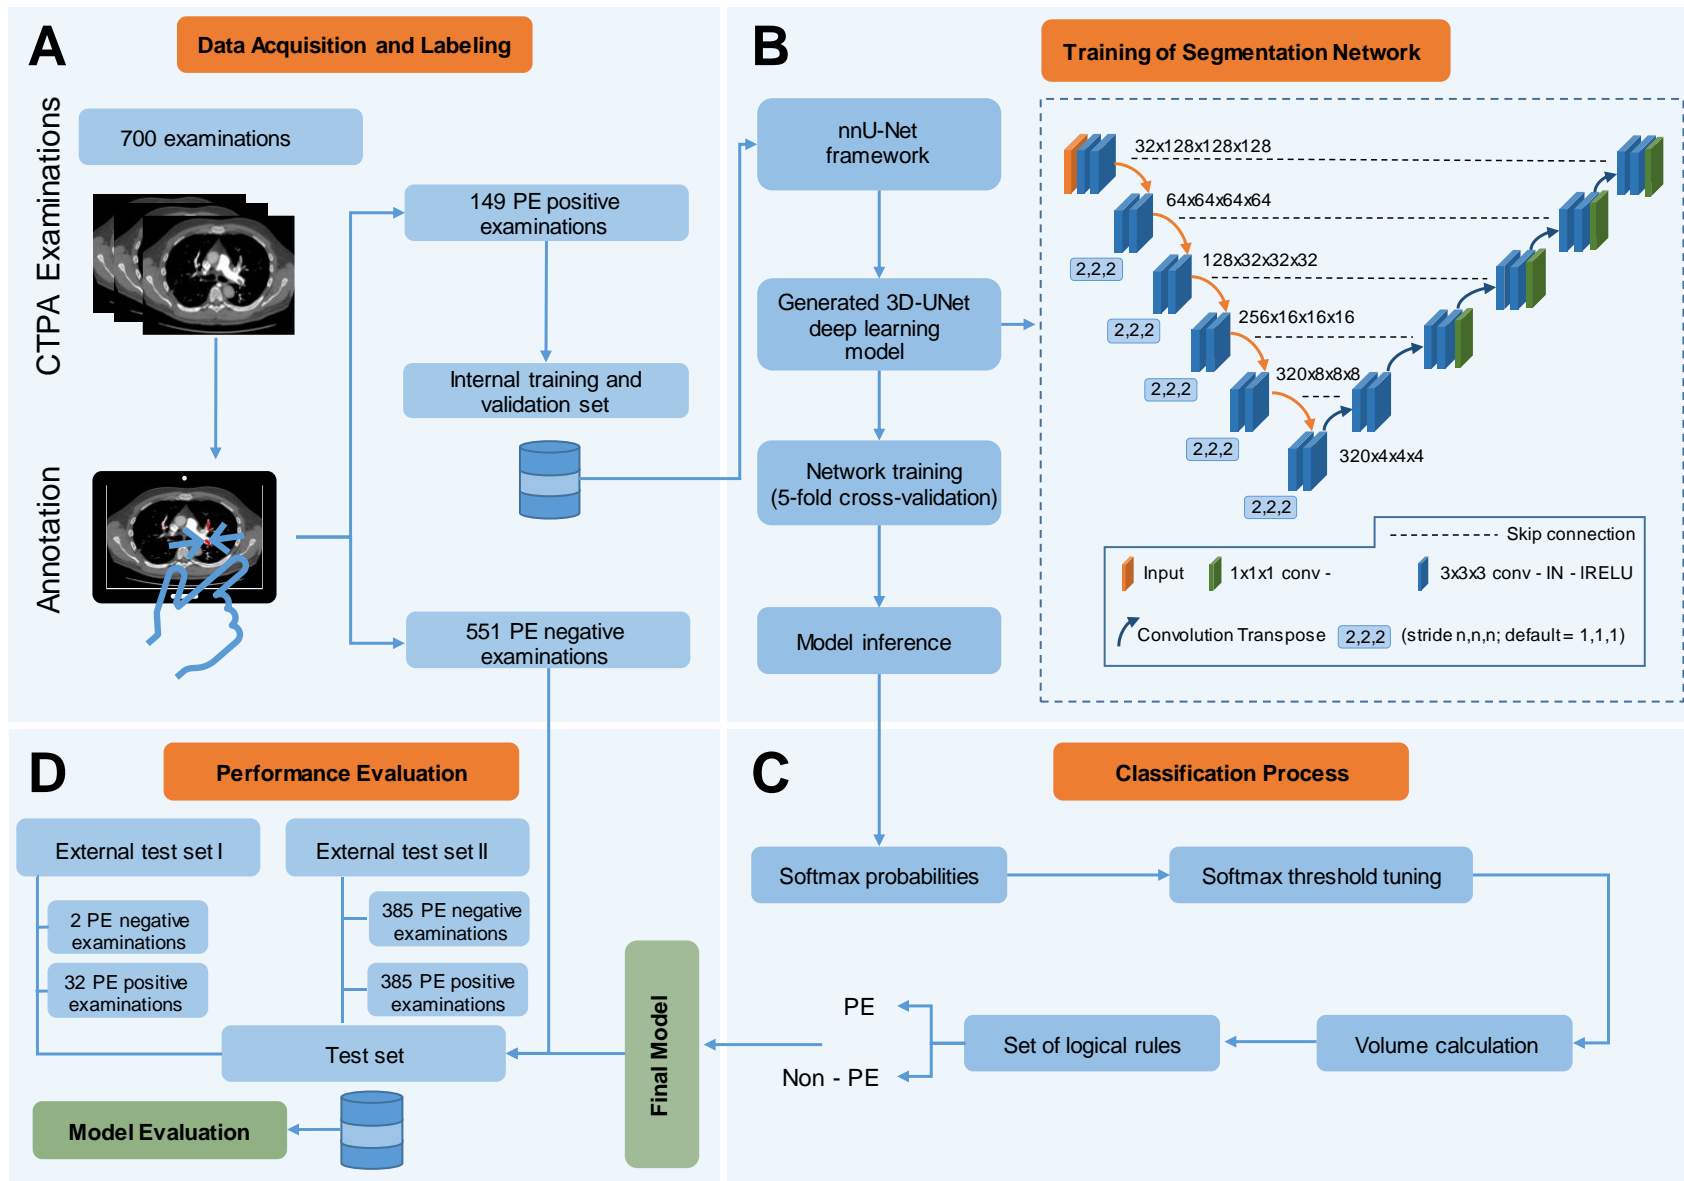 A
Data Acquisition and Labeling
CTPA Examinations
700 examinations
149 PE positive
examinations
Internal training and
validation set
Annotation
551 PE negative
examinations
B
Training of Segmentation Network
nnU-Net
framework
Generated 3D-UNet
deep learning
model
Network training
(5-fold cross-validation)
Model inference
32x128x128x128
64x64x64x64
2,2,2
128x32x32x32
2,2,2
256x16x16x16
2,2,2
320x8x8x8
2,2,2
320x4x4x4
2,2,2
Skip connection
Input
1x1x1 conv -
3x3x3 conv - IN - lRELU
Convolution Transpose
2,2,2
(stride n,n,n; default = 1,1,1)
D
Performance Evaluation
External test set I
External test set II
2 PE negative
examinations
32 PE positive
examinations
385 PE negative
examinations
385 PE positive
examinations
Test set
Model Evaluation
Final Model
C
Classification Process
Softmax probabilities
Softmax threshold tuning
Volume calculation
Set of logical rules
PE
Non - PE